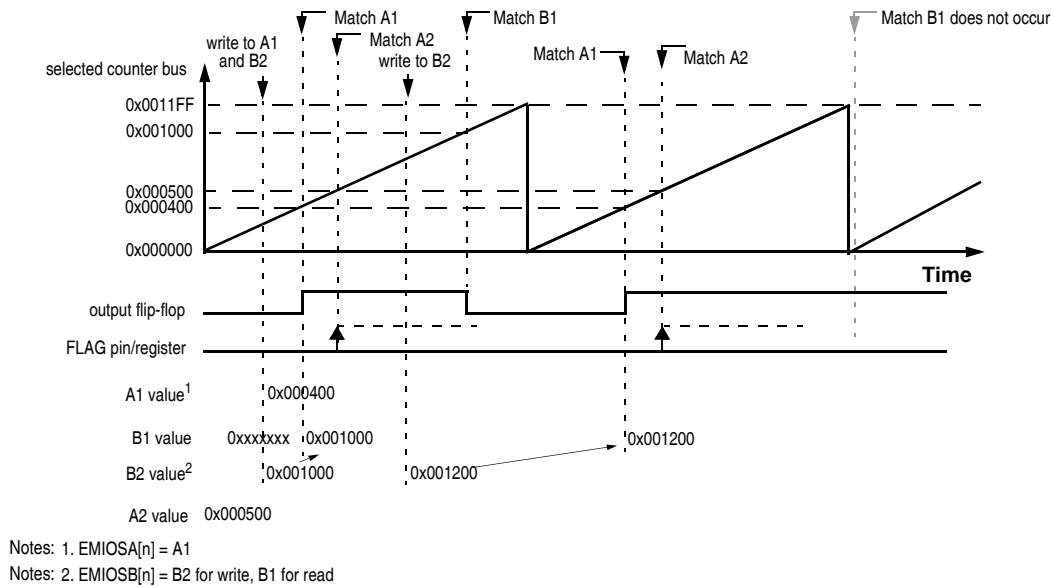 Match A1
Match B1
Match B1 does not occur
write to A1
and B2
Match A2
write to B2
Match A1
Match A2
selected counter bus
0x0011FF
0x001000
0x000500
0x000400
0x000000
Time
output flip-flop
FLAG pin/register
A1 value1 0x000400
B1 value 0xxxxxxx 0x001000 0x001200
B2 value2 0x001000 0x001200
A2 value 0x000500
Notes: 1. EMIOSA[n] = A1
Notes: 2. EMIOSB[n] = B2 for write, B1 for read